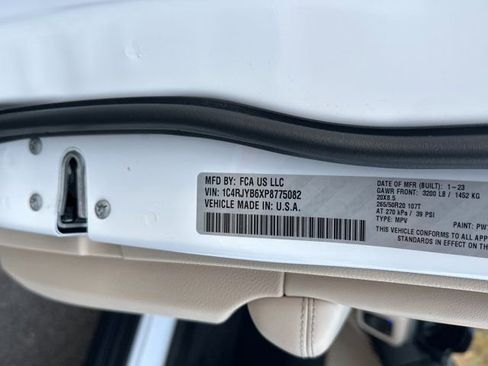 MFD BY: FCA US LLC
VIN: 1C4RJYB6XP8775082
VEHICLE MADE IN U.S.A.
DATE OF MFR (BUILT): 1-23
GAWR FRONT: 3200 LB / 1452 KG
20X8.5
265/50R20 107T
AT 270 kPa / 39 PSI
TYPE: MPV
PAINT: PW7
THIS VEHICLE CONFORMS TO ALL APP
STANDARDS IN EFFECT ON THE